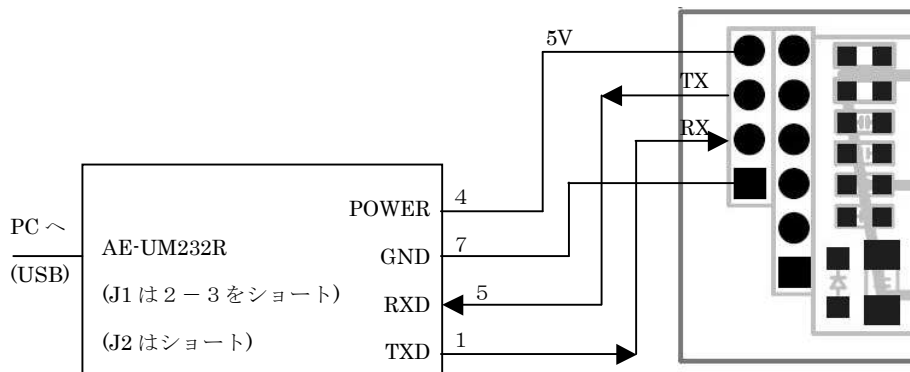 5V
TX
RX
POWER
4
PC へ
(USB)
AE-UM232R
GND
7
(J1 は２－３をショート)
RXD
5
(J2 はショート)
TXD
1